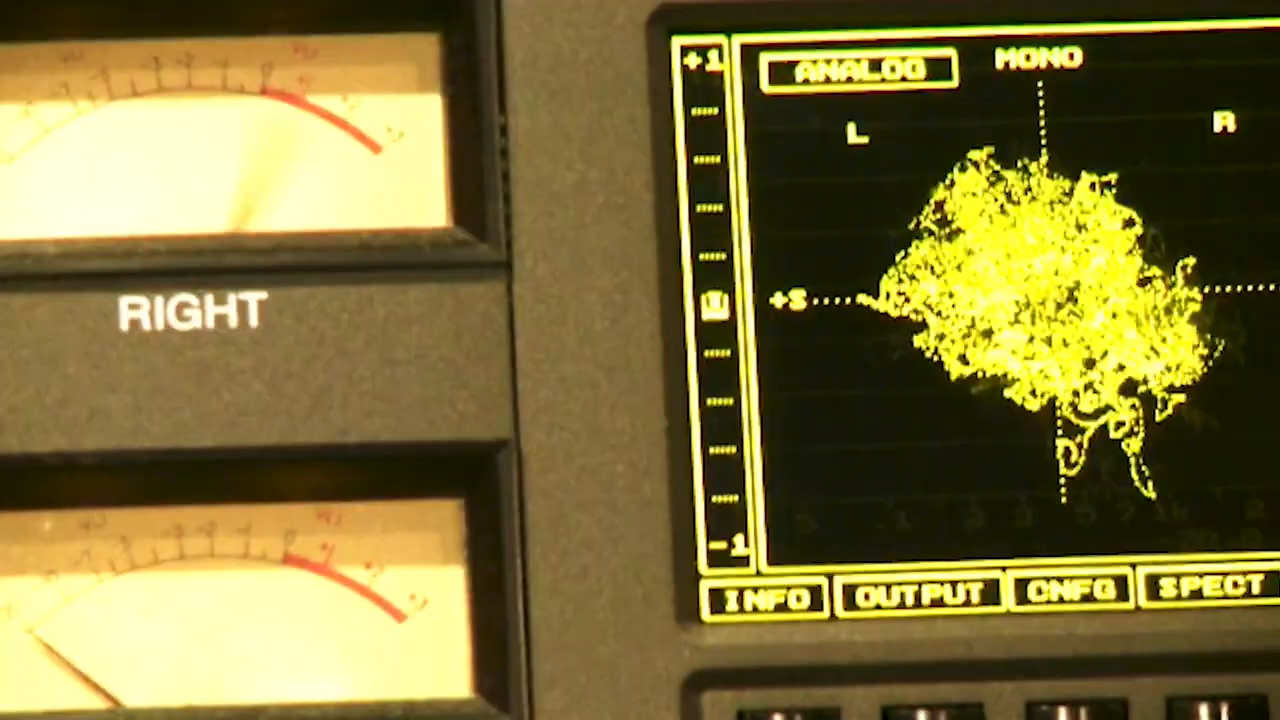 +1
ANALOG
MONO
L
R
RIGHT
+S
-1
INFO
OUTPUT
CNFG
SPECT